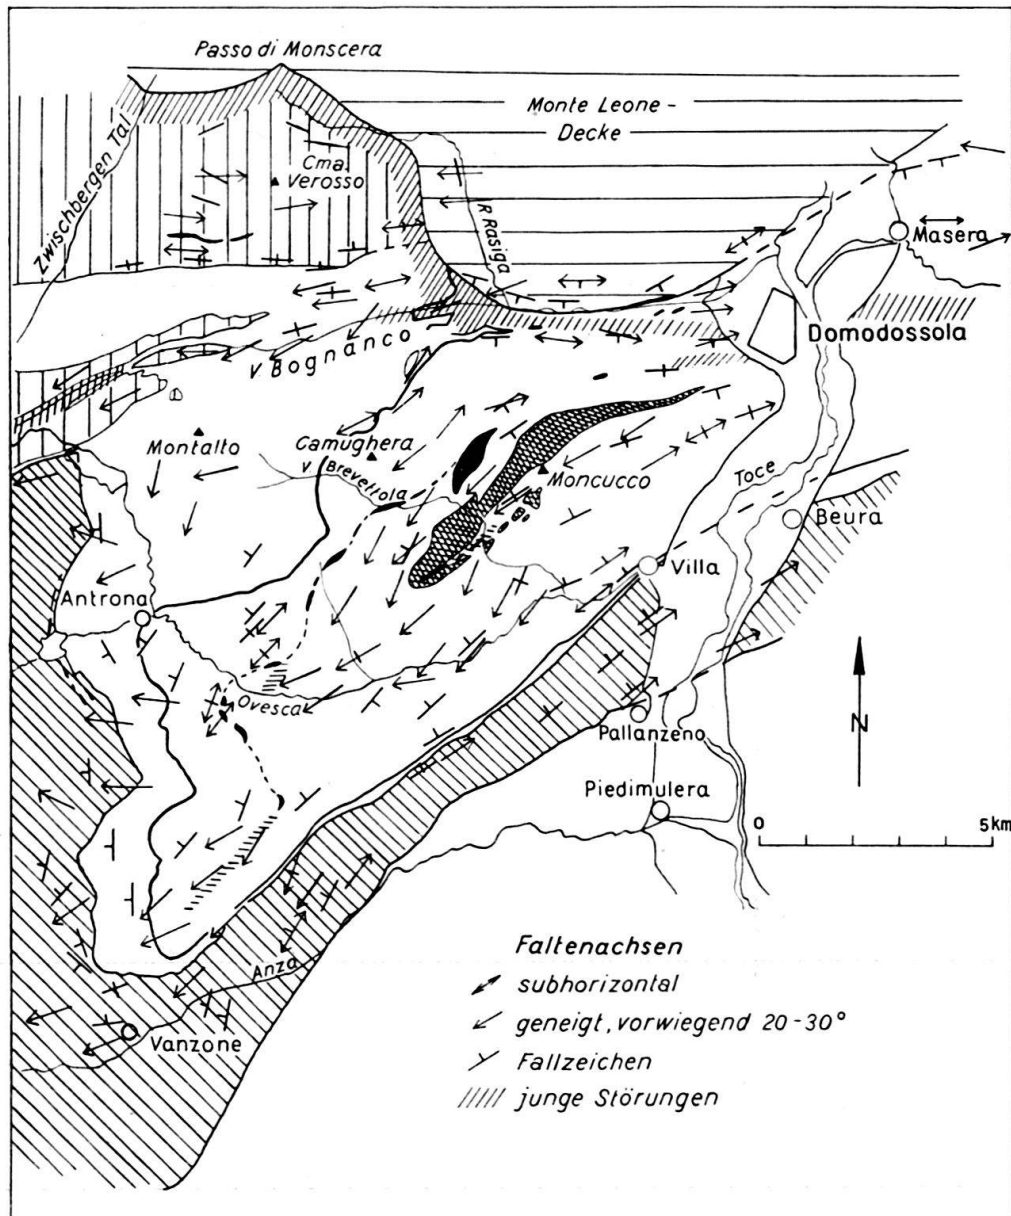 Passo di Monscera
Monte Leone -
Decke
Zwischbergen Tal
Cma.
Verosso
R Rasiga
Masera
Domodossola
V. Bognanco
Montalto
Camughera
V. Brevettola
Moncucco
Toce
Beura
Villa
Antrona
Ovesca
Pallanzeno
N
Piedimulera
0 5km
Faltenachsen
subhorizontal
geneigt, vorwiegend 20-30°
Fallzeichen
junge Störungen
Anza
Vanzone